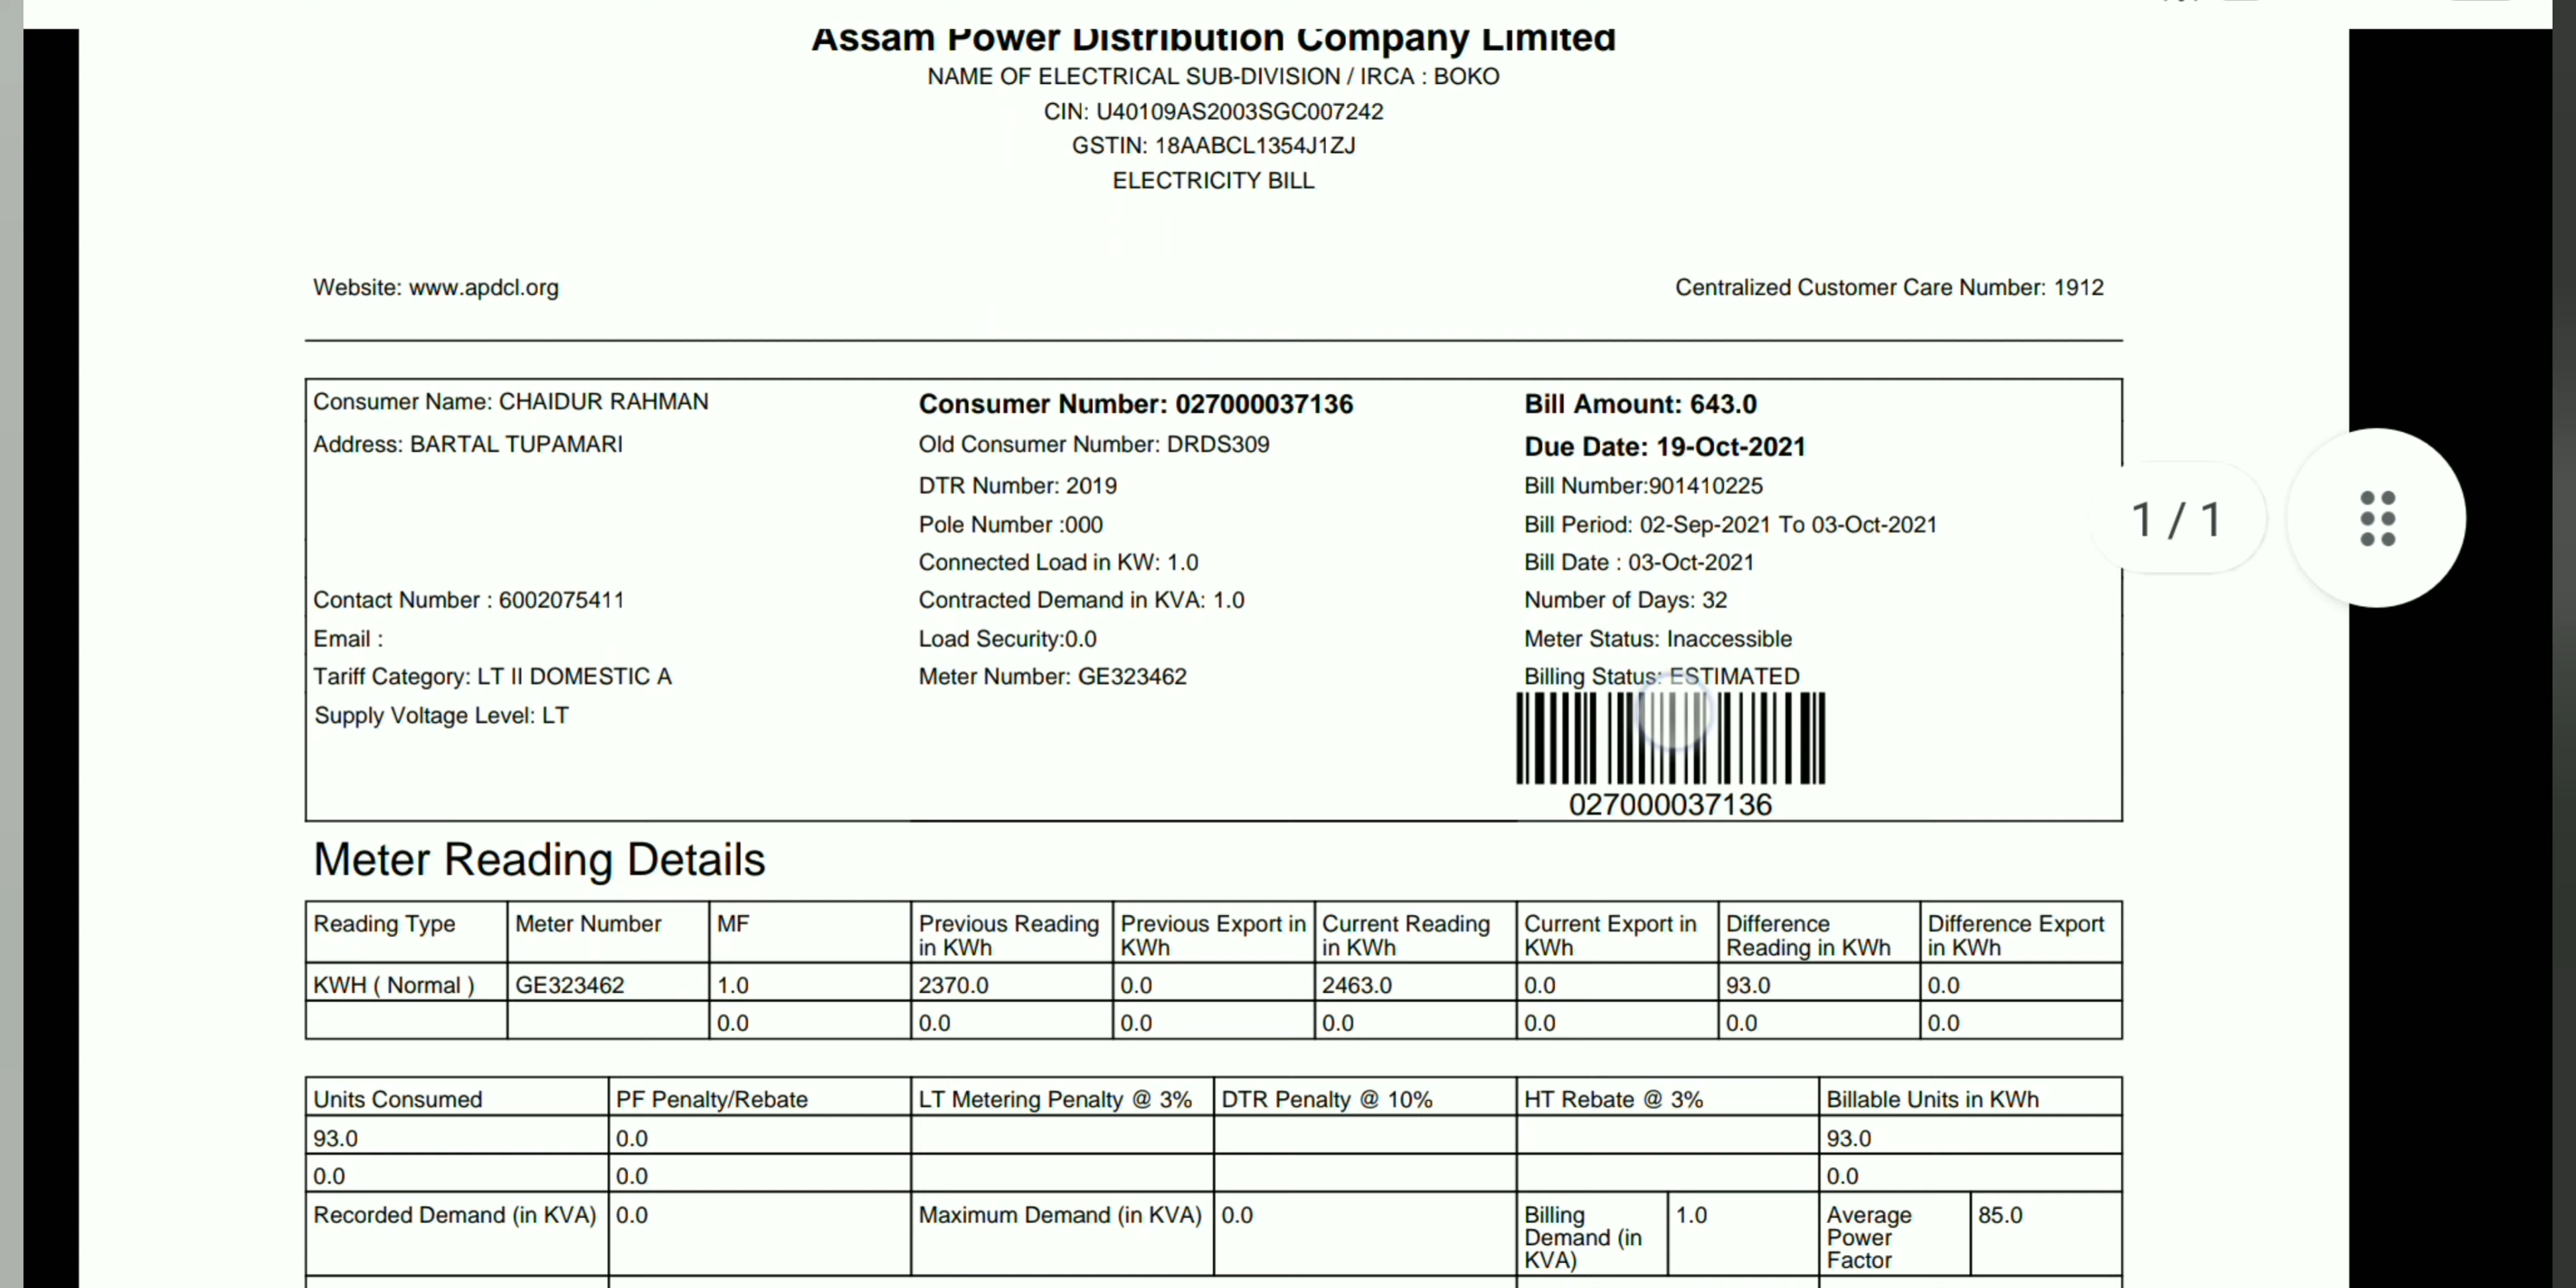 Assam Power Distribution Company Limited
NAME OF ELECTRICAL SUB-DIVISION / IRCA : BOKO
CIN: U40109AS2003SGC007242
GSTIN: 18AABCL1354J1ZJ
ELECTRICITY BILL
Website: www.apdcl.org
Centralized Customer Care Number: 1912
Consumer Name: CHAIDUR RAHMAN
Address: BARTAL TUPAMARI
Contact Number : 6002075411
Email :
Tariff Category: LT II DOMESTIC A
Supply Voltage Level: LT
Consumer Number: 027000037136
Old Consumer Number: DRDS309
DTR Number: 2019
Pole Number :000
Connected Load in KW: 1.0
Contracted Demand in KVA: 1.0
Load Security:0.0
Meter Number: GE323462
Bill Amount: 643.0
Due Date: 19-Oct-2021
Bill Number:901410225
Bill Period: 02-Sep-2021 To 03-Oct-2021
Bill Date : 03-Oct-2021
Number of Days: 32
Meter Status: Inaccessible
Billing Status: ESTIMATED
027000037136
1 / 1
Meter Reading Details
Reading Type
Meter Number
MF
Previous Reading
in KWh
Previous Export in
KWh
Current Reading
in KWh
Current Export in
KWh
Difference
Reading in KWh
Difference Export
in KWh
KWH ( Normal ) GE323462 1.0 2370.0 0.0 2463.0 0.0 93.0 0.0
0.0 0.0 0.0 0.0 0.0 0.0 0.0
Units Consumed PF Penalty/Rebate LT Metering Penalty @ 3% DTR Penalty @ 10% HT Rebate @ 3% Billable Units in KWh
93.0 0.0 93.0
0.0 0.0 0.0
Recorded Demand (in KVA) 0.0 Maximum Demand (in KVA) 0.0
Billing
Demand (in
KVA)
1.0
Average
Power
Factor
85.0